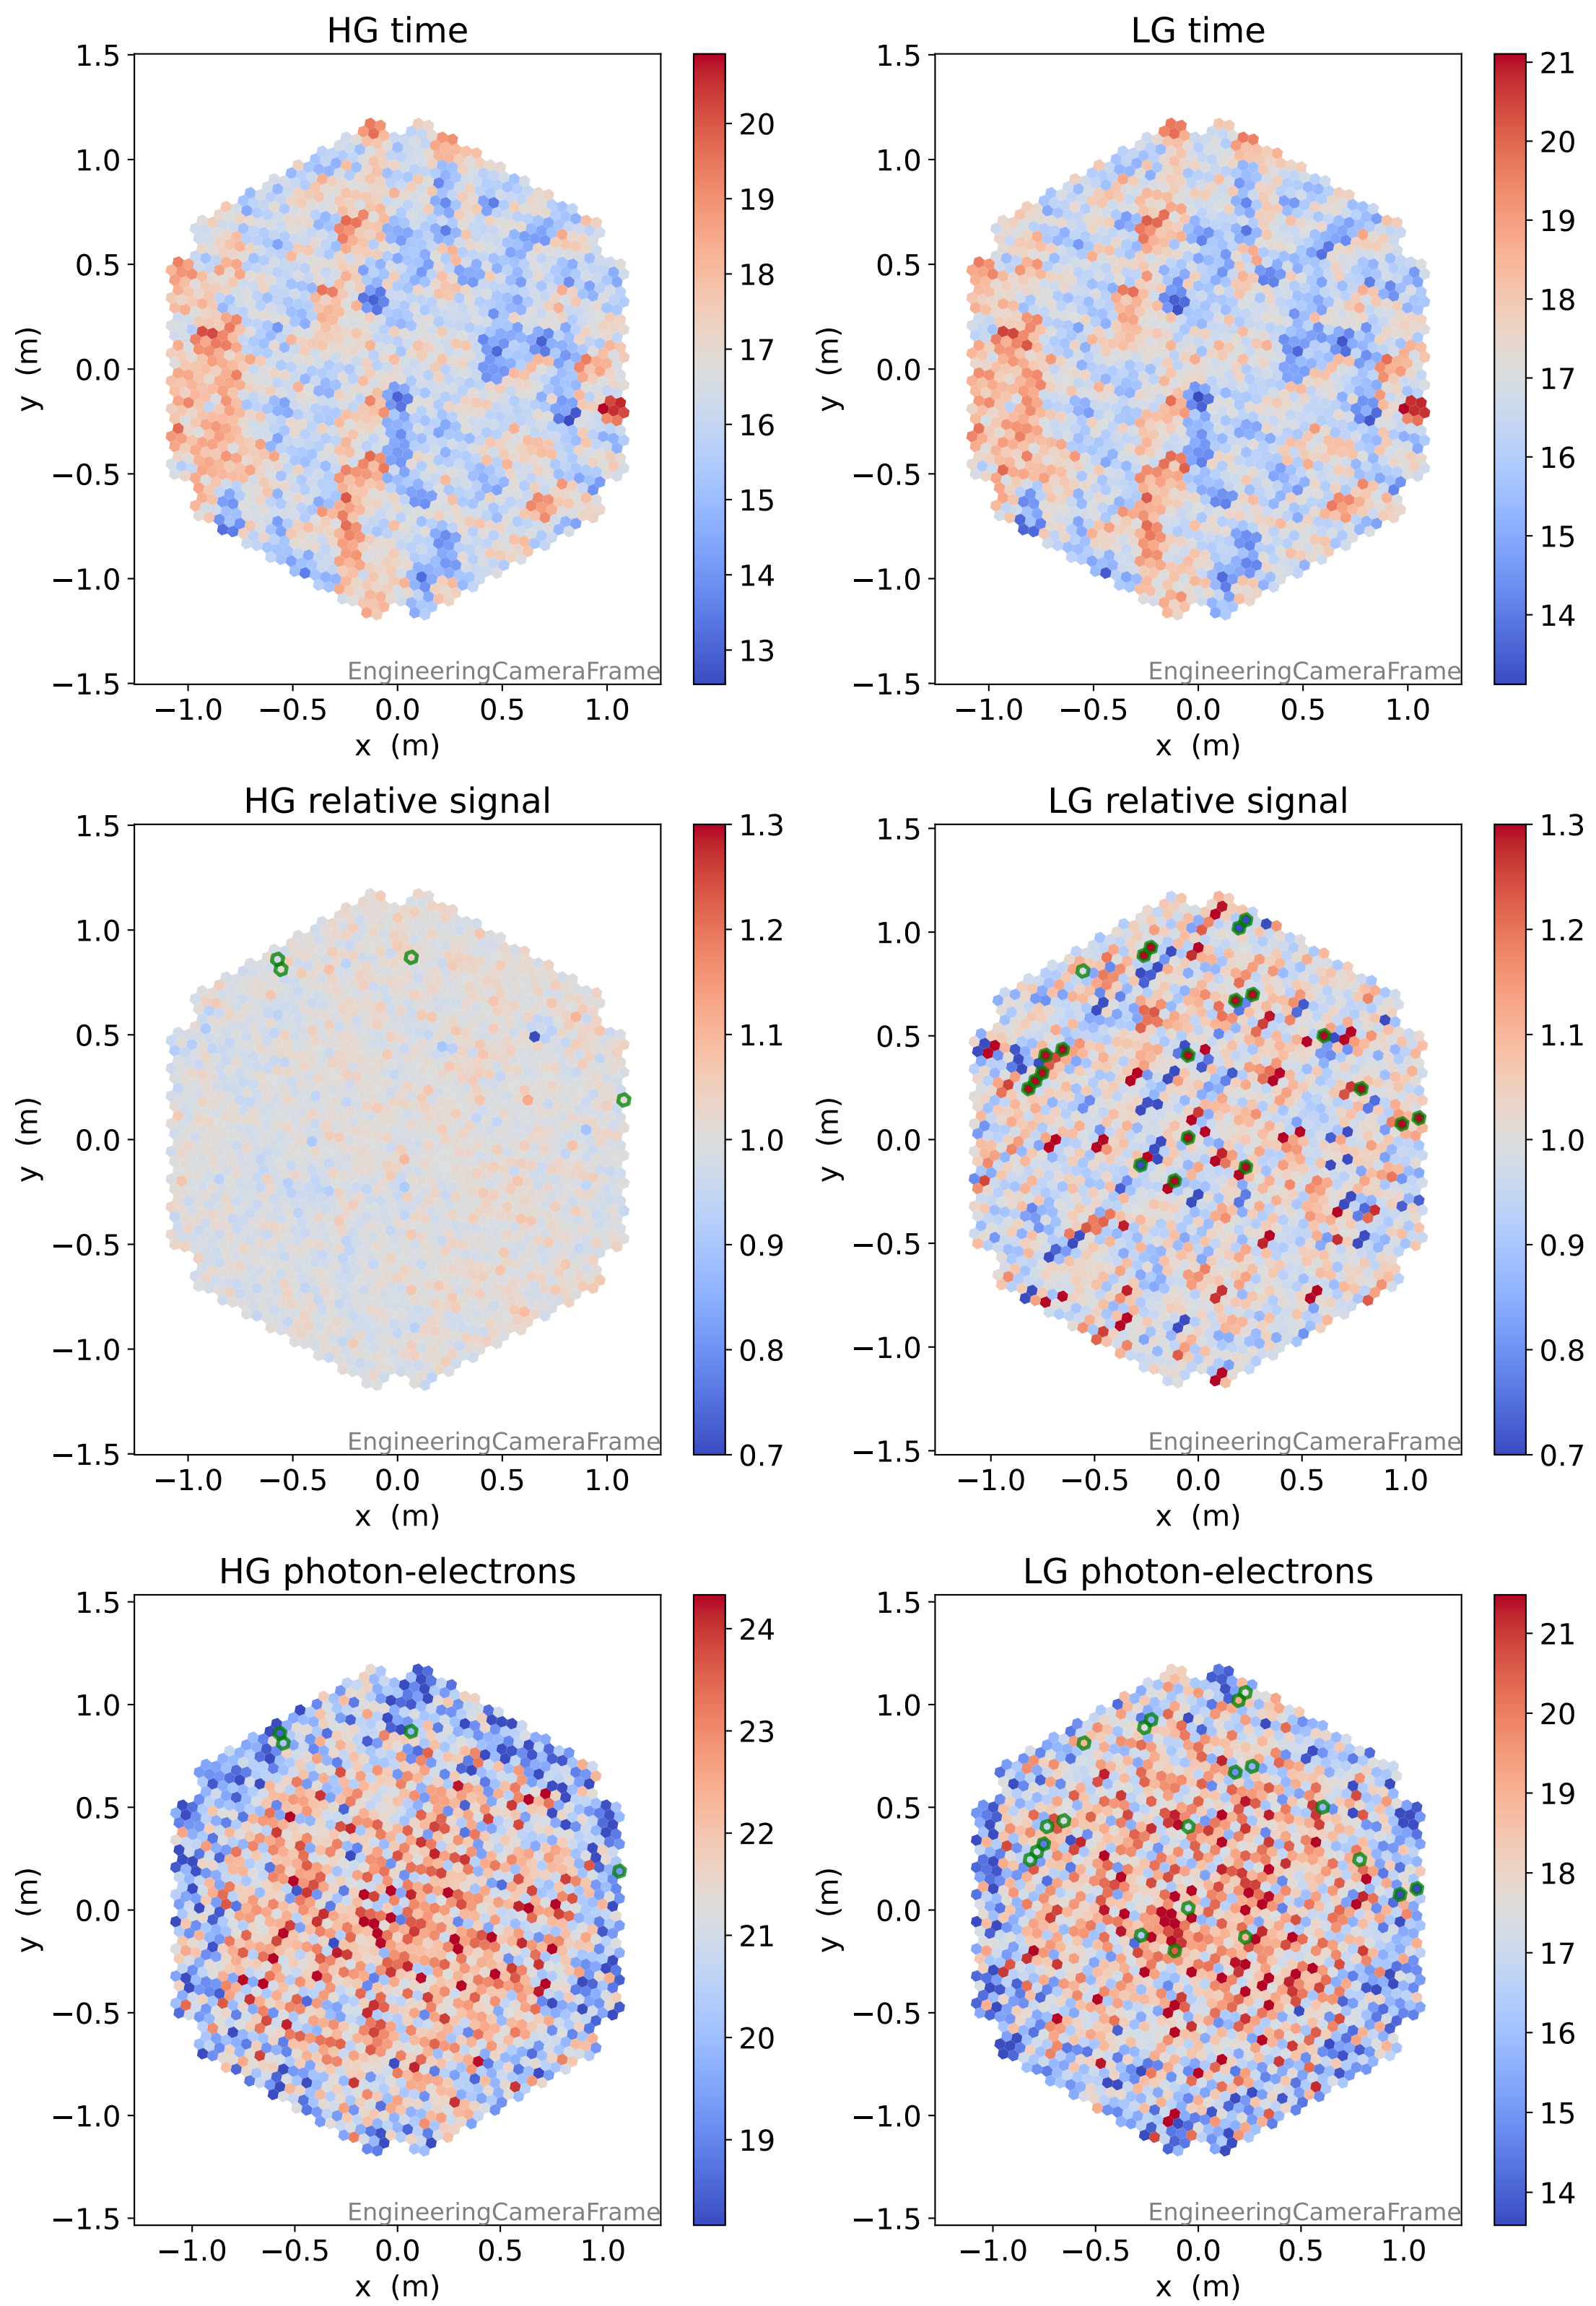 HG time
LG time
1.5
1.0
0.5
0.0
−0.5
−1.0
−1.5
y (m)
−1.0 −0.5 0.0 0.5 1.0
x (m)
EngineeringCameraFrame
20
19
18
17
16
15
14
13
1.5
1.0
0.5
0.0
−0.5
−1.0
−1.5
y (m)
−1.0 −0.5 0.0 0.5 1.0
x (m)
EngineeringCameraFrame
21
20
19
18
17
16
15
14
HG relative signal
LG relative signal
1.5
1.0
0.5
0.0
−0.5
−1.0
−1.5
y (m)
−1.0 −0.5 0.0 0.5 1.0
x (m)
EngineeringCameraFrame
1.3
1.2
1.1
1.0
0.9
0.8
0.7
1.5
1.0
0.5
0.0
−0.5
−1.0
−1.5
y (m)
−1.0 −0.5 0.0 0.5 1.0
x (m)
EngineeringCameraFrame
1.3
1.2
1.1
1.0
0.9
0.8
0.7
HG photon-electrons
LG photon-electrons
1.5
1.0
0.5
0.0
−0.5
−1.0
−1.5
y (m)
−1.0 −0.5 0.0 0.5 1.0
x (m)
EngineeringCameraFrame
24
23
22
21
20
19
1.5
1.0
0.5
0.0
−0.5
−1.0
−1.5
y (m)
−1.0 −0.5 0.0 0.5 1.0
x (m)
EngineeringCameraFrame
21
20
19
18
17
16
15
14